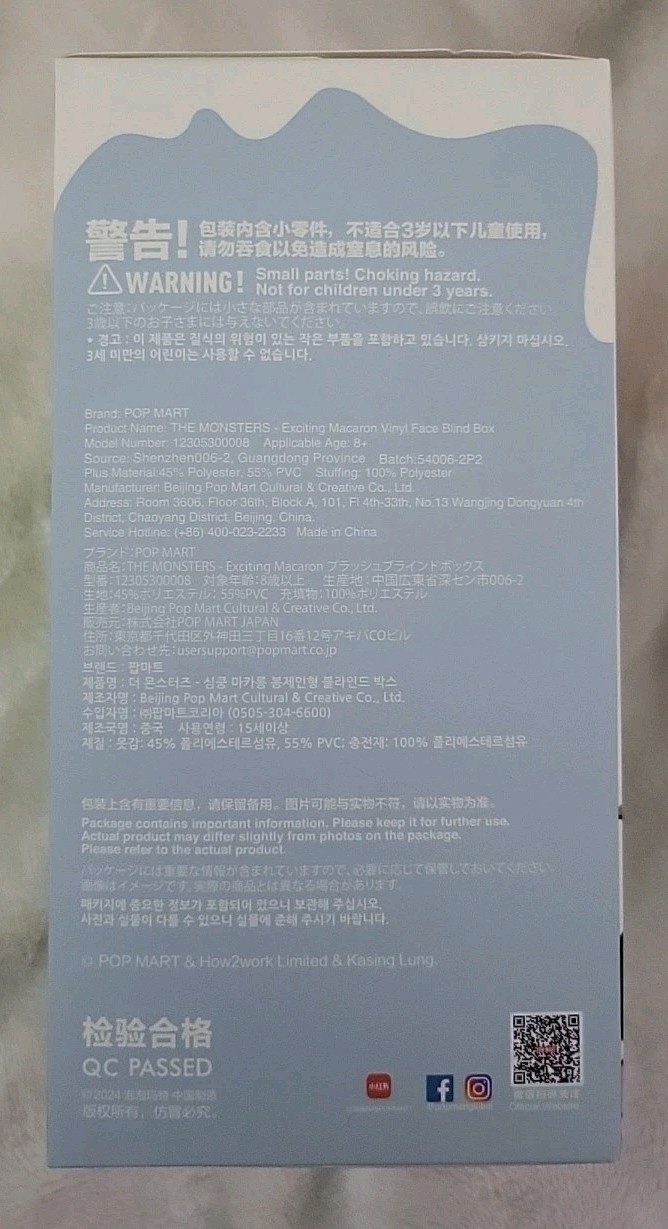 警告! 包装内含小零件，不适合3岁以下儿童使用，
请勿吞食以免造成窒息的风险。
WARNING! Small parts! Choking hazard.
Not for children under 3 years.
ご注意:パッケージには小さな部品が含まれていますので、誤飲にご注意ください。
3歳以下のお子さまには与えないでください。
• 경고 : 이 제품은 질식의 위험이 있는 작은 부품을 포함하고 있습니다. 삼키지 마십시오.
3세 미만의 어린이는 사용할 수 없습니다.
Brand: POP MART
Product Name: THE MONSTERS - Exciting Macaron Vinyl Face Blind Box
Model Number: 12305300008 Applicable Age: 8+
Source: Shenzhen006-2, Guangdong Province Batch:54006-2P2
Plus Material:45% Polyester, 55% PVC Stuffing: 100% Polyester
Manufacturer: Beijing Pop Mart Cultural & Creative Co., Ltd.
Address: Room 3606, Floor 36th, Block A, 101, Fl 4th-33th, No.13 Wangjing Dongyuan 4th
District, Chaoyang District, Beijing, China.
Service Hotline: (+86) 400-023-2233 Made in China
ブランド:POP MART
商品名:THE MONSTERS - Exciting Macaron プラッシュブラインドボックス
型番:12305300008 対象年齢:8歳以上 生産地:中国広東省深セン市006-2
生地:45%ポリエステル; 55%PVC 充填物:100%ポリエステル
生産者:Beijing Pop Mart Cultural & Creative Co., Ltd.
販売元:株式会社POP MART JAPAN
住所:東京都千代田区外神田三丁目16番12号アキバCOビル
お問い合わせ先:usersupport@popmart.co.jp
브랜드 : 팝마트
제품명 : 더 몬스터즈 - 심쿵 마카롱 봉제인형 블라인드 박스
제조자명 : Beijing Pop Mart Cultural & Creative Co., Ltd.
수입자명 : ㈜팝마트코리아 (0505-304-6600)
제조국명 : 중국 사용연령 : 15세이상
재질 : 옷감: 45% 폴리에스테르섬유, 55% PVC; 충전재: 100% 폴리에스테르섬유
包装上含有重要信息，请保留备用。图片可能与实物不符，请以实物为准。
Package contains important information. Please keep it for further use.
Actual product may differ slightly from photos on the package.
Please refer to the actual product.
パッケージには重要な情報が含まれていますので、必要に応じて保管しておいてください。
画像はイメージです。実際の商品とは異なる場合があります。
패키지에 중요한 정보가 포함되어 있으니 보관해 주십시오.
사진과 실물이 다를 수 있으니 실물에 준해 주시기 바랍니다.
© POP MART & How2work Limited & Kasing Lung.
检验合格
QC PASSED
©2024 泡泡玛特 中国制造
版权所有，仿冒必究。
小红书
Official Website